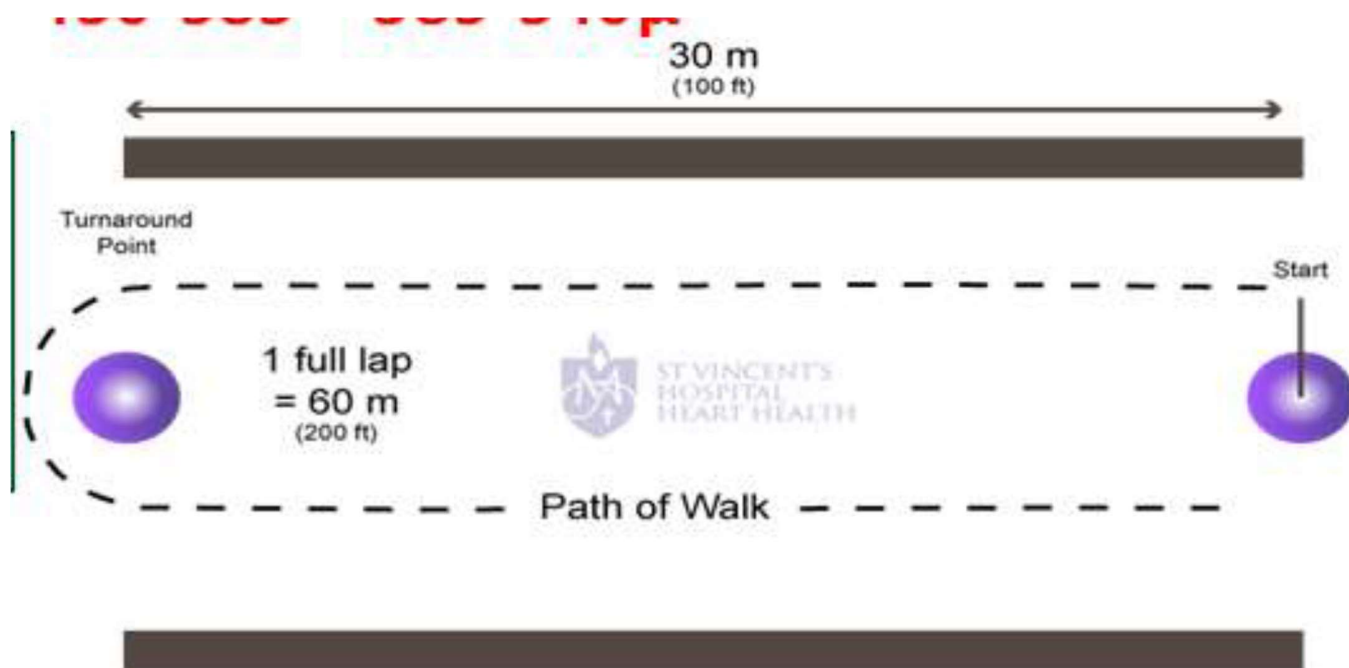 30 m
(100 ft)
Turnaround
Point
Start
1 full lap
= 60 m
(200 ft)
ST VINCENT'S
HOSPITAL
HEART HEALTH
Path of Walk